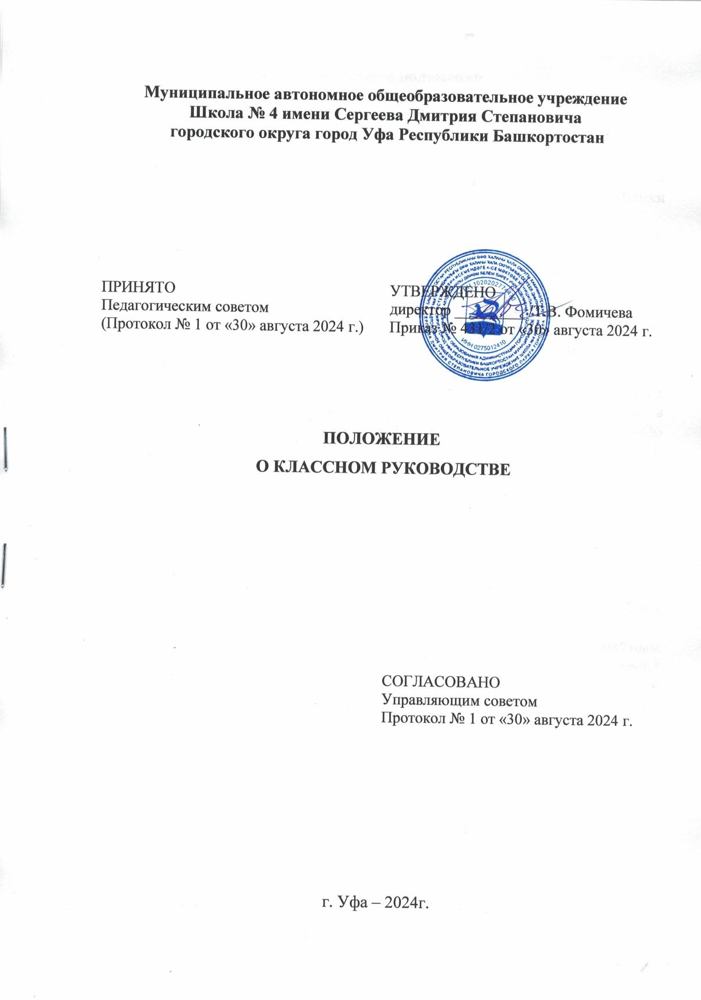 Муниципальное автономное общеобразовательное учреждение
Школа № 4 имени Сергеева Дмитрия Степановича
городского округа город Уфа Республики Башкортостан
ПРИНЯТО
Педагогическим советом
(Протокол № 1 от «30» августа 2024 г.)
УТВЕРЖДЕНО
директор __________ /Т.В. Фомичева
Приказ № 431/2 от «30» августа 2024 г.
1020202774470
ИНН 0275012410
ПОЛОЖЕНИЕ
О КЛАССНОМ РУКОВОДСТВЕ
СОГЛАСОВАНО
Управляющим советом
Протокол № 1 от «30» августа 2024 г.
г. Уфа – 2024г.